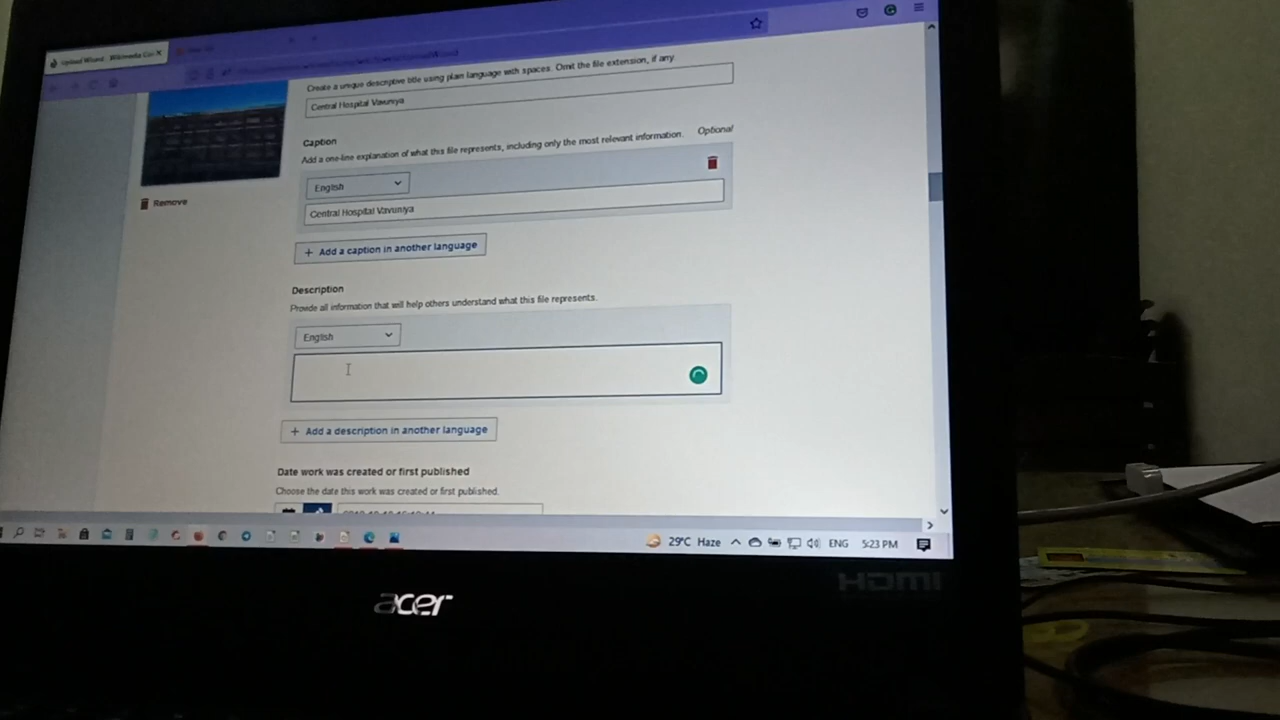 Upload Wizard - Wikimedia Co
Create a unique descriptive title using plain language with spaces. Omit the file extension, if any.
Central Hospital Vavuniya
Caption
Optional
Add a one-line explanation of what this file represents, including only the most relevant information.
English
Central Hospital Vavuniya
Remove
+ Add a caption in another language
Description
Provide all information that will help others understand what this file represents.
English
+ Add a description in another language
Date work was created or first published
Choose the date this work was created or first published.
29°C Haze ENG 5:23 PM
acer
HDMI